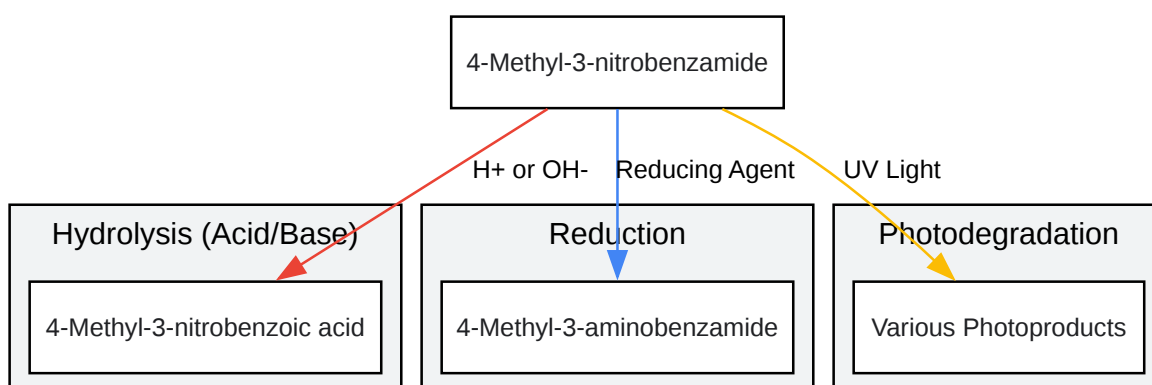 4-Methyl-3-nitrobenzamide
H+ or OH-
Reducing Agent
UV Light
Hydrolysis (Acid/Base)
Reduction
Photodegradation
4-Methyl-3-nitrobenzoic acid
4-Methyl-3-aminobenzamide
Various Photoproducts